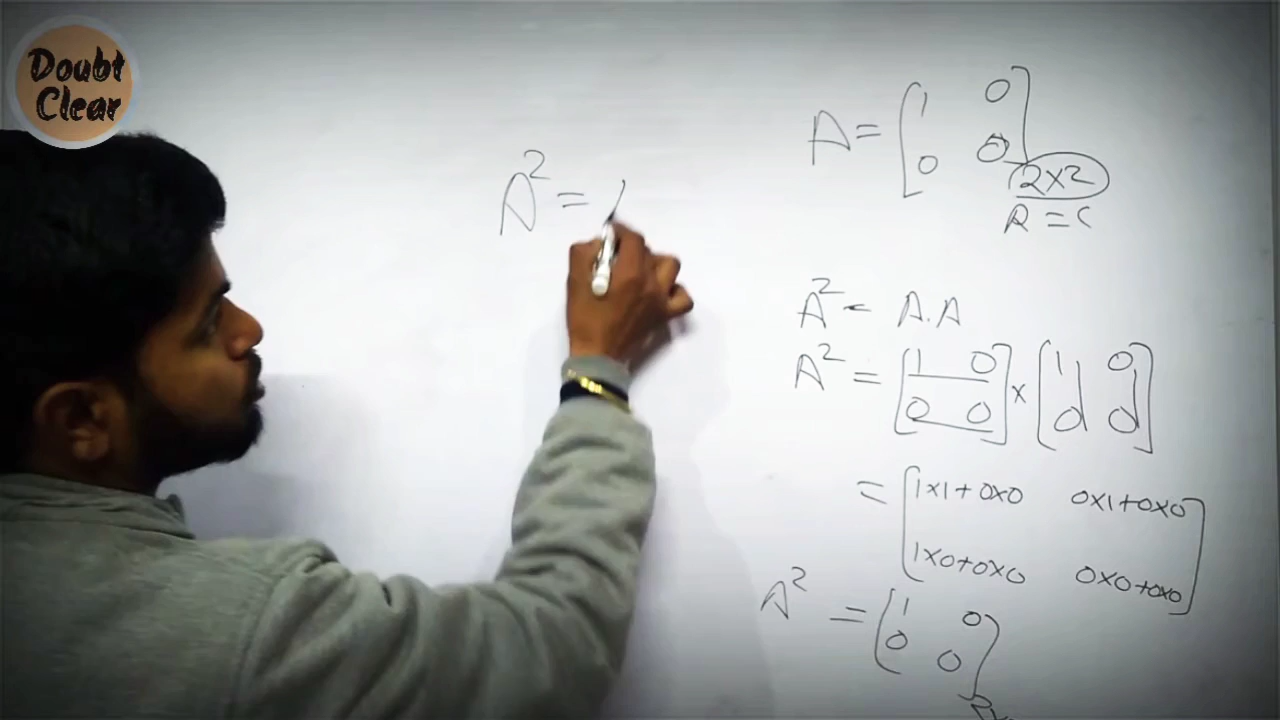 Doubt
Clear
A² =
A = [1 0
0 0] 2x2
R = C
A² = A.A
A² = [1 0
0 0] x [1 0
0 0]
= [1x1+0x0 0x1+0x0
1x0+0x0 0x0+0x0]
A² = [1 0
0 0]